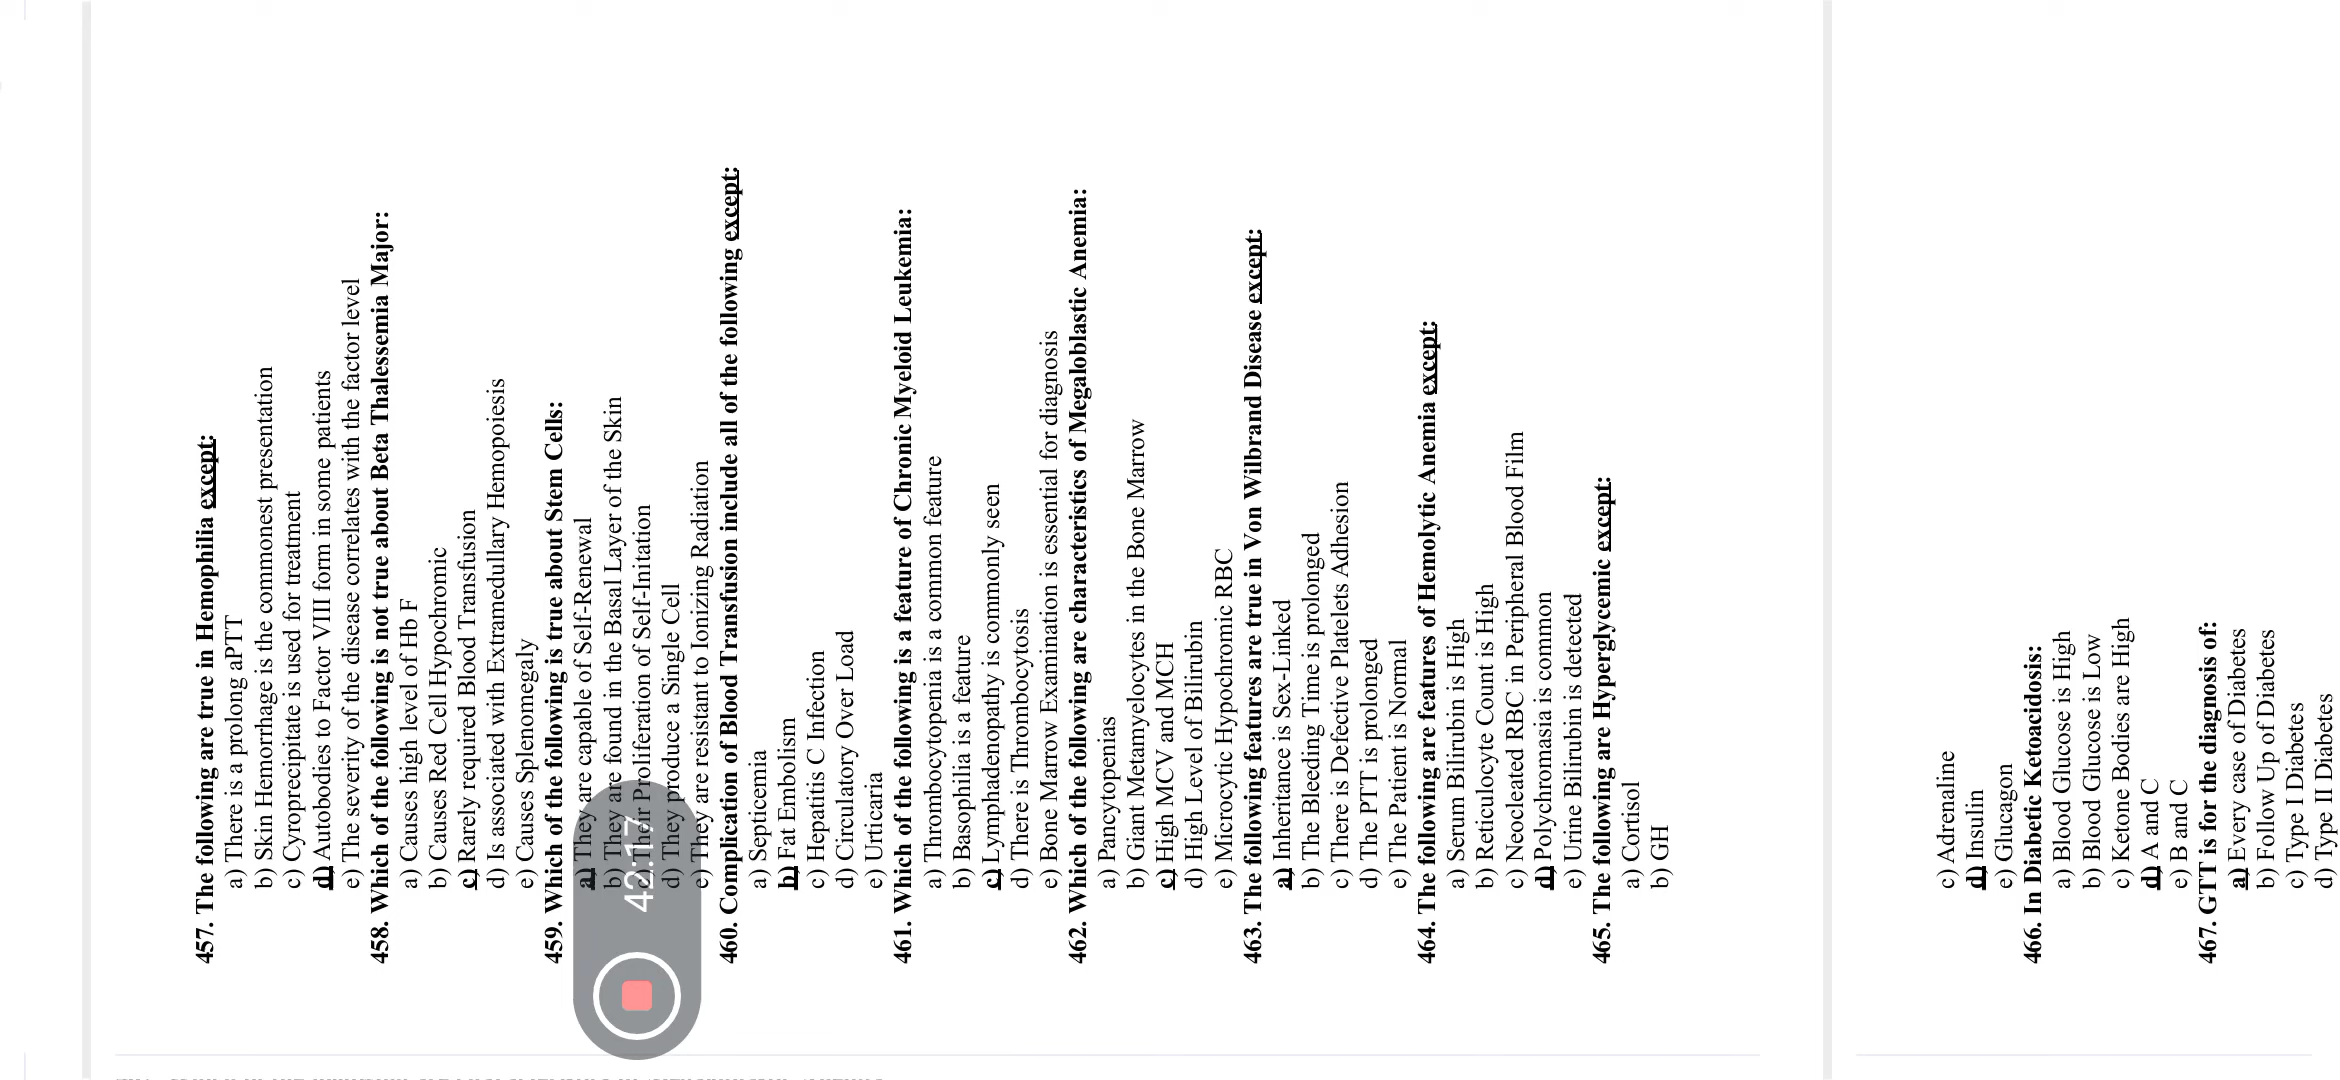 457. The following are true in Hemophilia except:
a) There is a prolong aPTT
b) Skin Hemorrhage is the commonest presentation
c) Cyroprecipitate is used for treatment
d) Autobodies to Factor VIII form in some patients
e) The severity of the disease correlates with the factor level
458. Which of the following is not true about Beta Thalessemia Major:
a) Causes high level of Hb F
b) Causes Red Cell Hypochromic
c) Rarely required Blood Transfusion
d) Is associated with Extramedullary Hemopoiesis
e) Causes Splenomegaly
459. Which of the following is true about Stem Cells:
a) They are capable of Self-Renewal
b) They are found in the Basal Layer of the Skin
Proliferation of Self-Initation
d) They produce a Single Cell
e) They are resistant to Ionizing Radiation
42:17
460. Complication of Blood Transfusion include all of the following except:
a) Septicemia
b) Fat Embolism
c) Hepatitis C Infection
d) Circulatory Over Load
e) Urticaria
461. Which of the following is a feature of Chronic Myeloid Leukemia:
a) Thrombocytopenia is a common feature
b) Basophilia is a feature
c) Lymphadenopathy is commonly seen
d) There is Thrombocytosis
e) Bone Marrow Examination is essential for diagnosis
462. Which of the following are characteristics of Megaloblastic Anemia:
a) Pancytopenias
b) Giant Metamyelocytes in the Bone Marrow
c) High MCV and MCH
d) High Level of Bilirubin
e) Microcytic Hypochromic RBC
463. The following features are true in Von Wilbrand Disease except:
a) Inheritance is Sex-Linked
b) The Bleeding Time is prolonged
c) There is Defective Platelets Adhesion
d) The PTT is prolonged
e) The Patient is Normal
464. The following are features of Hemolytic Anemia except:
a) Serum Bilirubin is High
b) Reticulocyte Count is High
c) Neocleated RBC in Peripheral Blood Film
d) Polychromasia is common
e) Urine Bilirubin is detected
465. The following are Hyperglycemic except:
a) Cortisol
b) GH
c) Adrenaline
d) Insulin
e) Glucagon
466. In Diabetic Ketoacidosis:
a) Blood Glucose is High
b) Blood Glucose is Low
c) Ketone Bodies are High
d) A and C
e) B and C
467. GTT is for the diagnosis of:
a) Every case of Diabetes
b) Follow Up of Diabetes
c) Type I Diabetes
d) Type II Diabetes